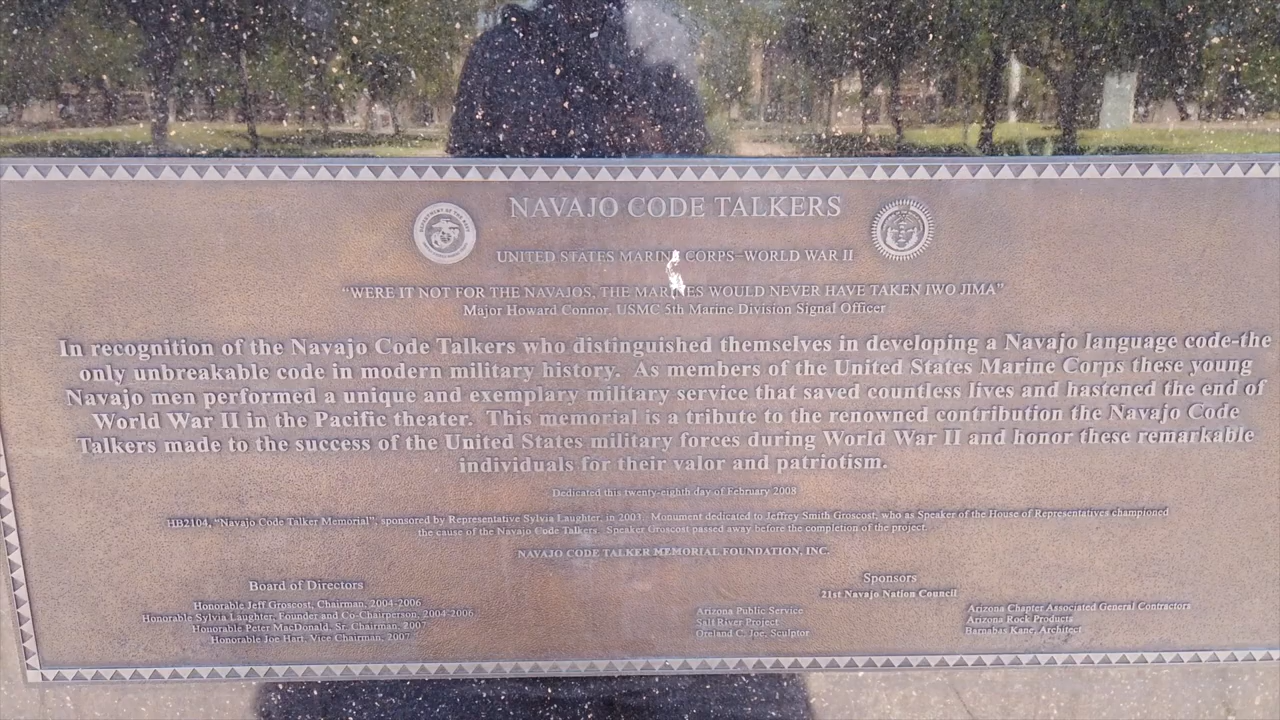 NAVAJO CODE TALKERS
DEPARTMENT OF THE NAVY
UNITED STATES MARINE CORPS-WORLD WAR II
"WERE IT NOT FOR THE NAVAJOS, THE MARINES WOULD NEVER HAVE TAKEN IWO JIMA"
Major Howard Connor, USMC 5th Marine Division Signal Officer
In recognition of the Navajo Code Talkers who distinguished themselves in developing a Navajo language code-the
only unbreakable code in modern military history. As members of the United States Marine Corps these young
Navajo men performed a unique and exemplary military service that saved countless lives and hastened the end of
World War II in the Pacific theater. This memorial is a tribute to the renowned contribution the Navajo Code
Talkers made to the success of the United States military forces during World War II and honor these remarkable
individuals for their valor and patriotism.
Dedicated this twenty-eighth day of February 2008
HB2104, "Navajo Code Talker Memorial", sponsored by Representative Sylvia Laughter, in 2003. Monument dedicated to Jeffrey Smith Groscost, who as Speaker of the House of Representatives championed
the cause of the Navajo Code Talkers. Speaker Groscost passed away before the completion of the project.
NAVAJO CODE TALKER MEMORIAL FOUNDATION, INC.
Board of Directors
Honorable Jeff Groscost, Chairman, 2004-2006
Honorable Sylvia Laughter, Founder and Co-Chairperson, 2004-2006
Honorable Peter MacDonald, Sr. Chairman, 2007
Honorable Joe Hart, Vice Chairman, 2007
Sponsors
21st Navajo Nation Council
Arizona Public Service
Salt River Project
Oreland C. Joe, Sculptor
Arizona Chapter Associated General Contractors
Arizona Rock Products
Barnabas Kane, Architect